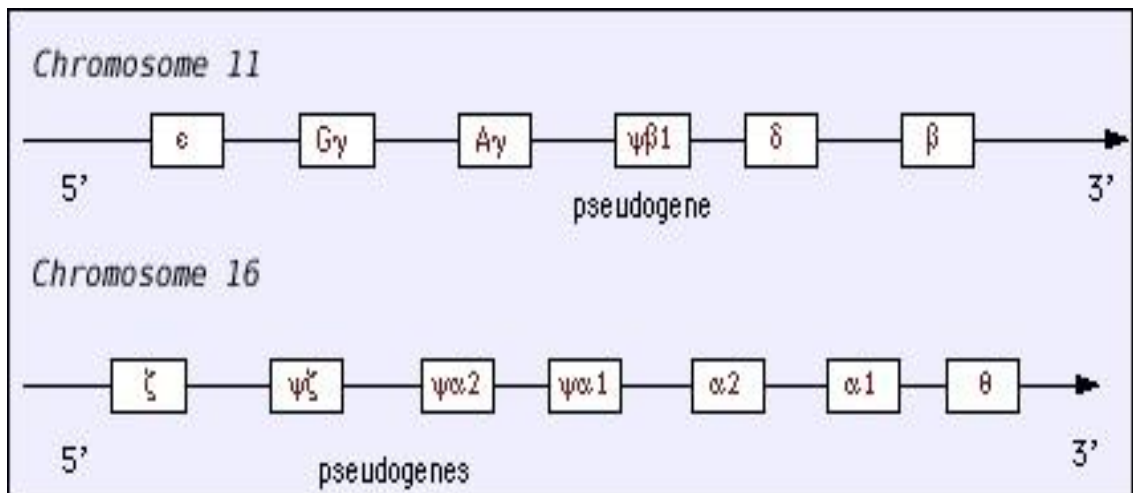 Chromosome 11
ε Gγ Aγ ψβ1 δ β
5’ 3’
pseudogene
Chromosome 16
ζ ψζ ψα2 ψα1 α2 α1 θ
5’ 3’
pseudogenes